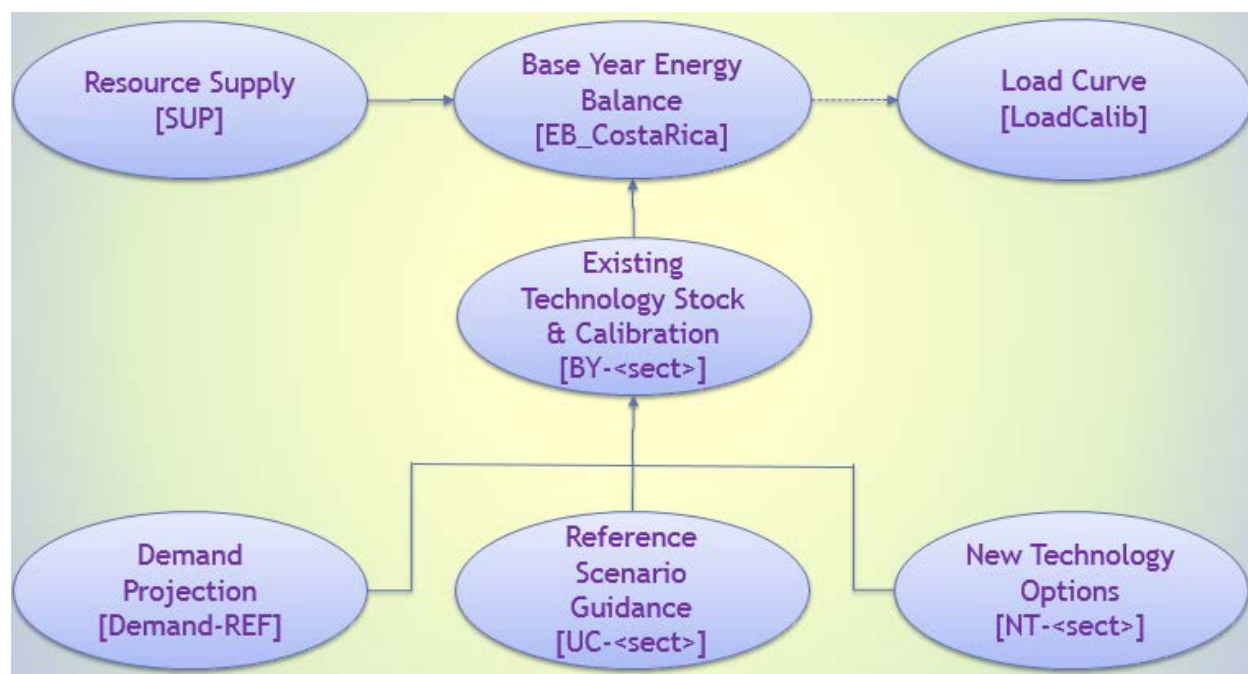 Resource Supply
[SUP]
Base Year Energy
Balance
[EB_CostaRica]
Load Curve
[LoadCalib]
Existing
Technology Stock
& Calibration
[BY-<sect>]
Demand
Projection
[Demand-REF]
Reference
Scenario
Guidance
[UC-<sect>]
New Technology
Options
[NT-<sect>]